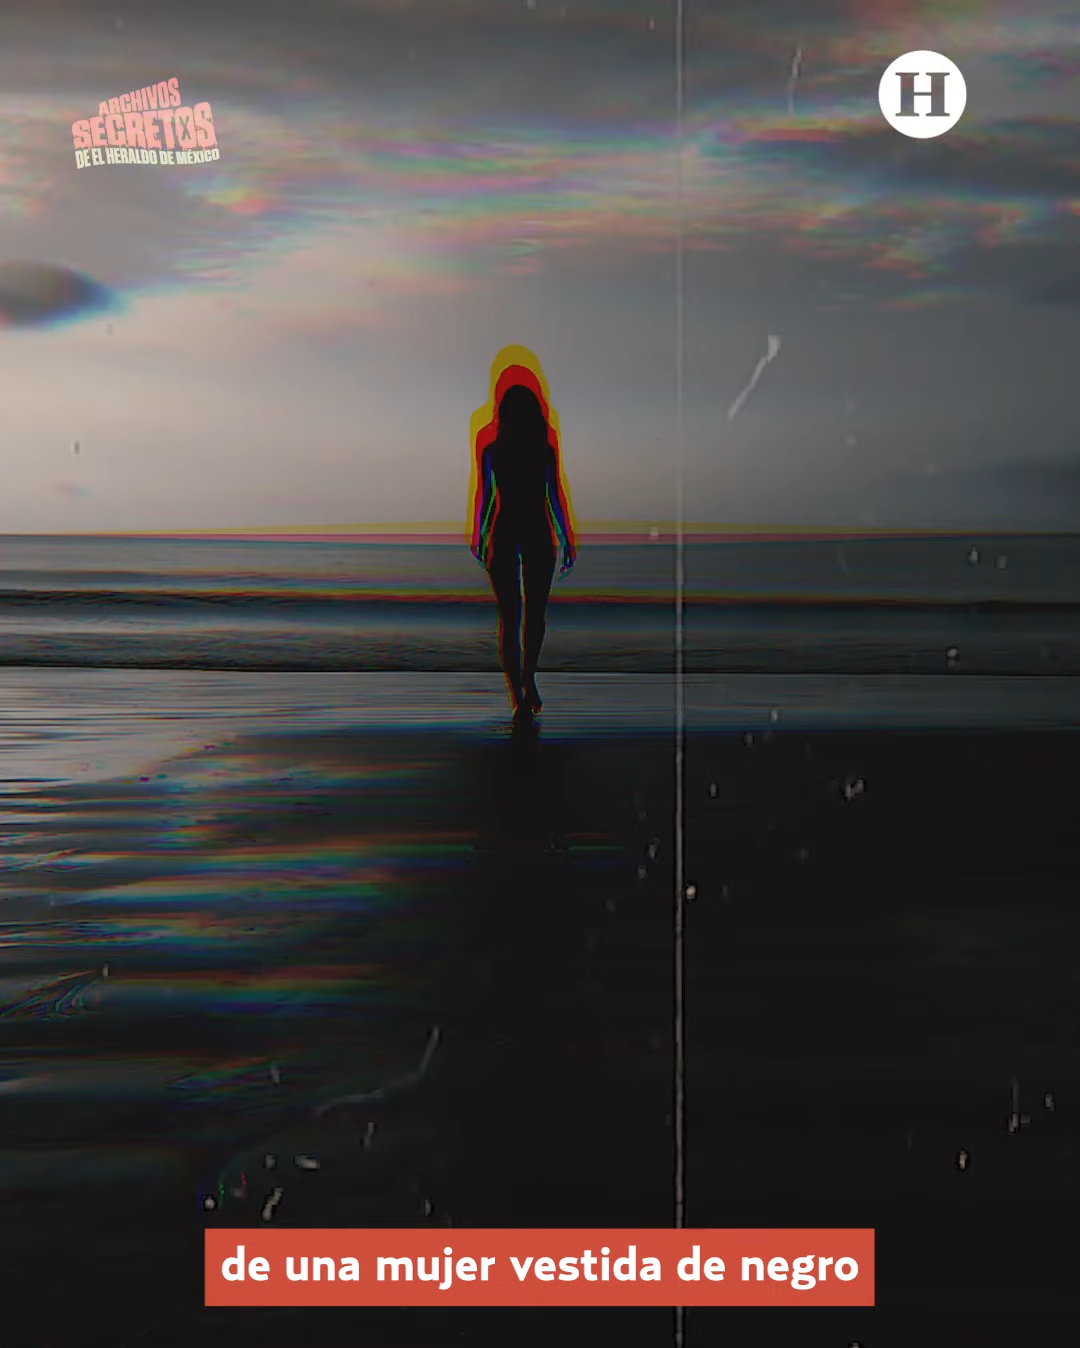 ARCHIVOS
SECRETOS
DE EL HERALDO DE MÉXICO
H
de una mujer vestida de negro